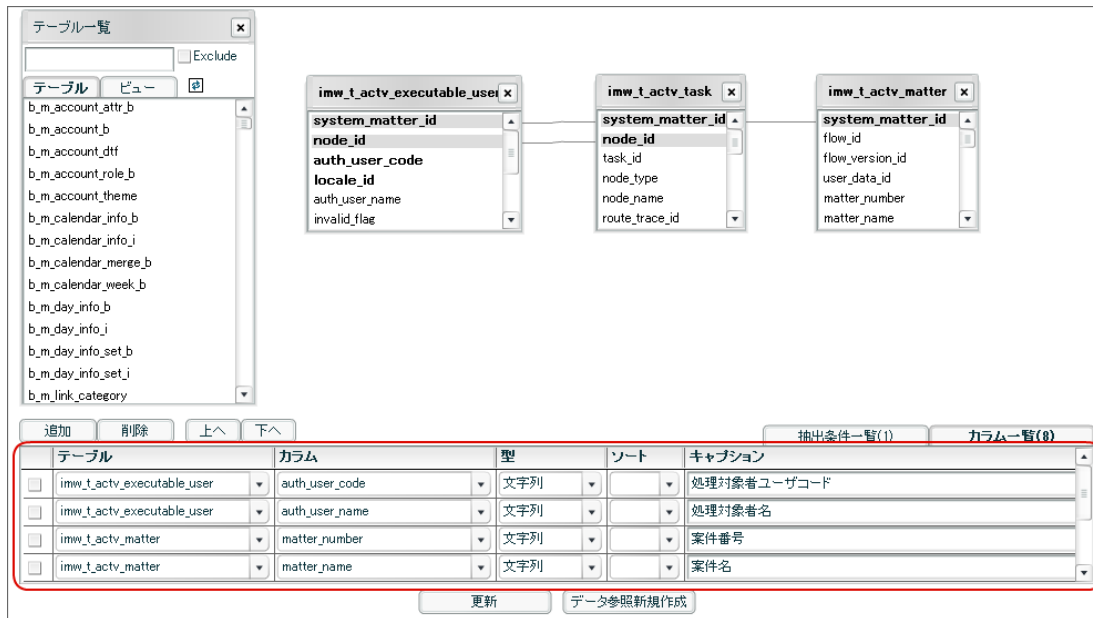 テーブル一覧
Exclude
テーブル ビュー
b_m_account_attr_b
b_m_account_b
b_m_account_dtf
b_m_account_role_b
b_m_account_theme
b_m_calendar_info_b
b_m_calendar_info_i
b_m_calendar_merge_b
b_m_calendar_week_b
b_m_day_info_b
b_m_day_info_i
b_m_day_info_set_b
b_m_day_info_set_i
b_m_link_category
imw_t_actv_executable_user
system_matter_id
node_id
auth_user_code
locale_id
auth_user_name
invalid_flag
imw_t_actv_task
system_matter_id
node_id
task_id
node_type
node_name
route_trace_id
imw_t_actv_matter
system_matter_id
flow_id
flow_version_id
user_data_id
matter_number
matter_name
追加 削除 上へ 下へ
抽出条件一覧(1) カラム一覧(8)
テーブル カラム 型 ソート キャプション
imw_t_actv_executable_user auth_user_code 文字列 処理対象者ユーザコード
imw_t_actv_executable_user auth_user_name 文字列 処理対象者名
imw_t_actv_matter matter_number 文字列 案件番号
imw_t_actv_matter matter_name 文字列 案件名
更新 データ参照新規作成